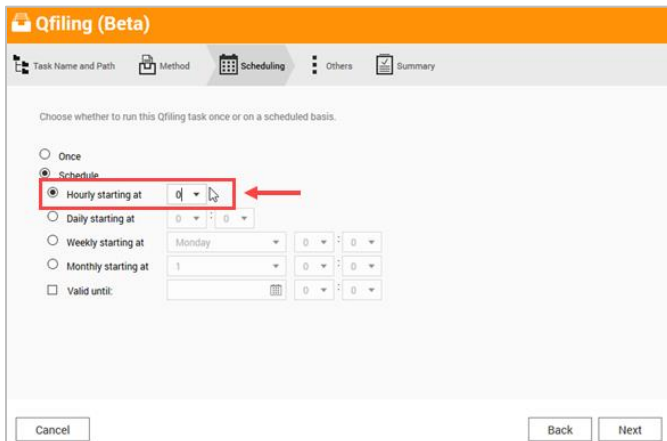 Qfiling (Beta)
Task Name and Path Method Scheduling Others Summary
Choose whether to run this Qfiling task once or on a scheduled basis.
Once
Schedule
Hourly starting at 0
Daily starting at 0 : 0
Weekly starting at Monday 0 : 0
Monthly starting at 1 0 : 0
Valid until: 0 : 0
Cancel Back Next